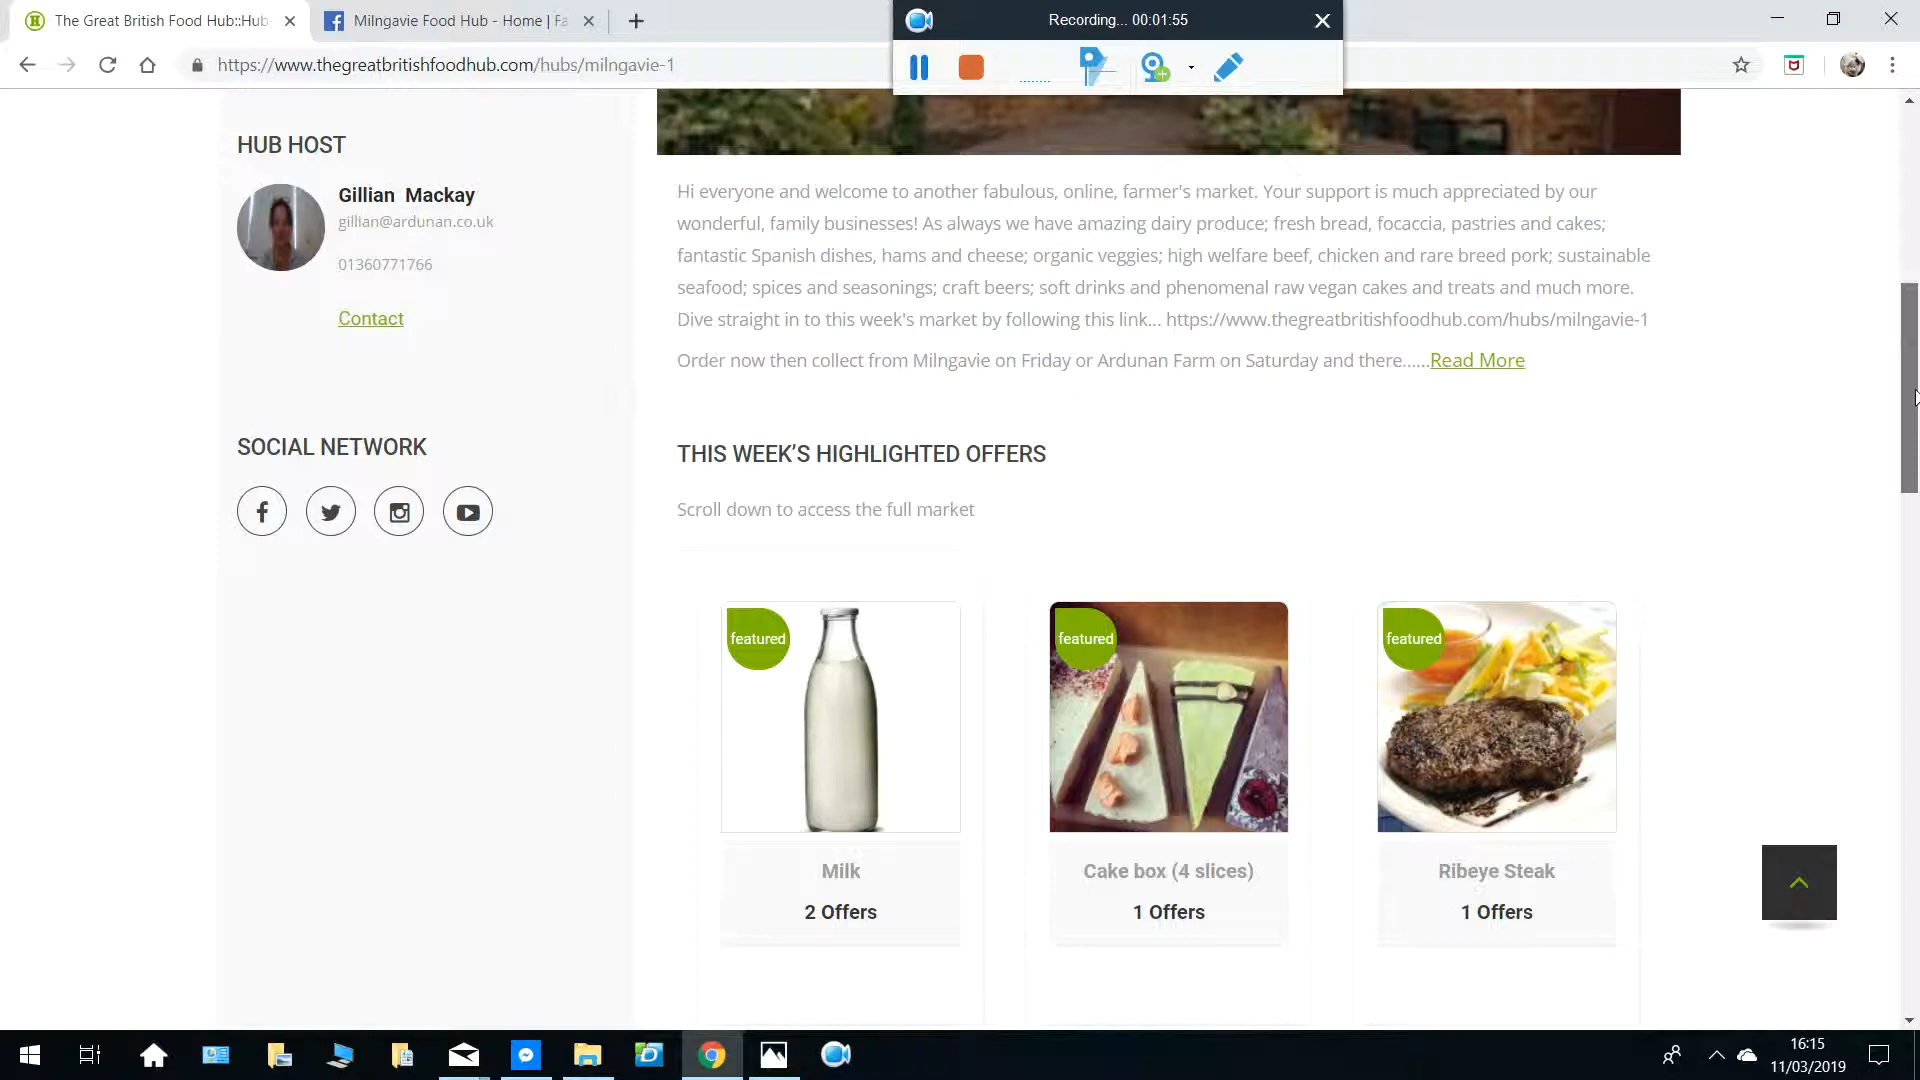 The Great British Food Hub::Hub
Milngavie Food Hub - Home | Fa
Recording... 00:01:55
https://www.thegreatbritishfoodhub.com/hubs/milngavie-1
HUB HOST
Gillian Mackay
gillian@ardunan.co.uk
01360771766
Contact
SOCIAL NETWORK
Hi everyone and welcome to another fabulous, online, farmer's market. Your support is much appreciated by our
wonderful, family businesses! As always we have amazing dairy produce; fresh bread, focaccia, pastries and cakes;
fantastic Spanish dishes, hams and cheese; organic veggies; high welfare beef, chicken and rare breed pork; sustainable
seafood; spices and seasonings; craft beers; soft drinks and phenomenal raw vegan cakes and treats and much more.
Dive straight in to this week's market by following this link... https://www.thegreatbritishfoodhub.com/hubs/milngavie-1
Order now then collect from Milngavie on Friday or Ardunan Farm on Saturday and there......Read More
THIS WEEK'S HIGHLIGHTED OFFERS
Scroll down to access the full market
featured
featured
featured
Milk
Cake box (4 slices)
Ribeye Steak
2 Offers
1 Offers
1 Offers
16:15
11/03/2019